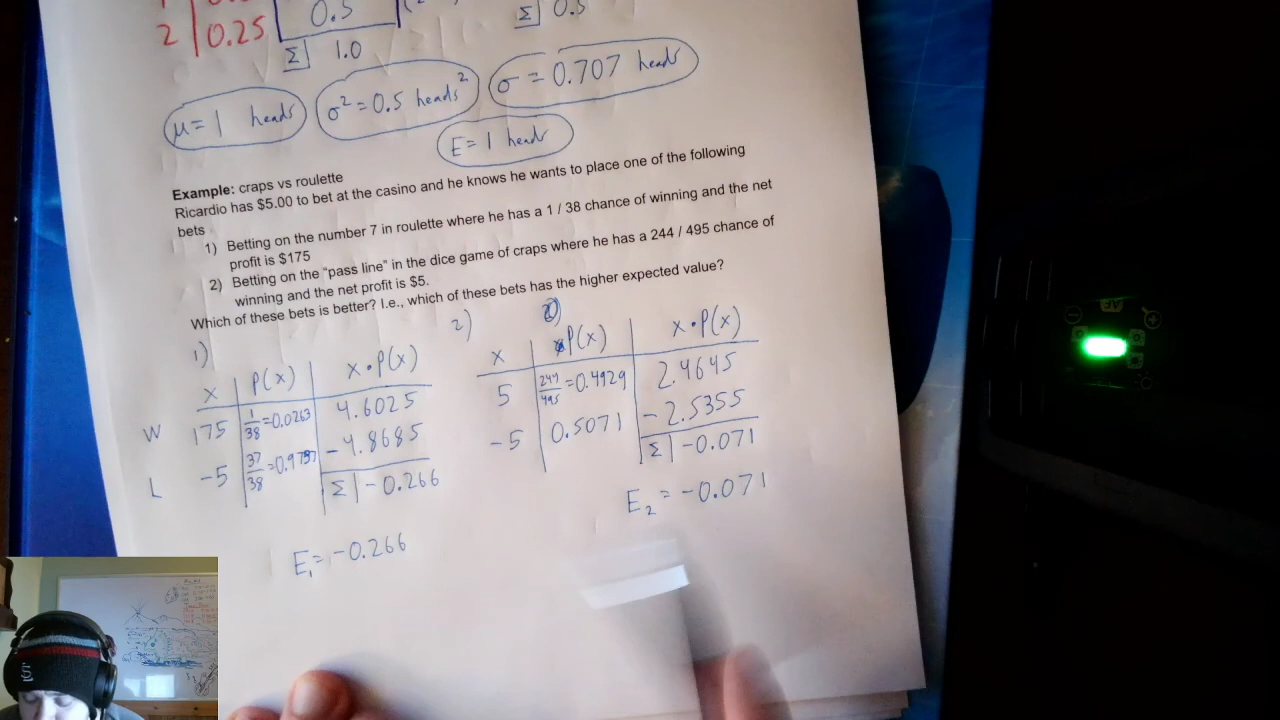 2 | 0.25
0.5
Σ 0.5
Σ 1.0
μ = 1 heads
σ² = 0.5 heads²
σ = 0.707 heads
E = 1 heads
Example: craps vs roulette
Ricardio has $5.00 to bet at the casino and he knows he wants to place one of the following
bets
1) Betting on the number 7 in roulette where he has a 1 / 38 chance of winning and the net
profit is $175
2) Betting on the “pass line” in the dice game of craps where he has a 244 / 495 chance of
winning and the net profit is $5.
Which of these bets is better? I.e., which of these bets has the higher expected value?
1)
x | P(x) | x•P(x)
W 175 | 1/38 = 0.0263 | 4.6025
L -5 | 37/38 = 0.9737 | -4.8685
Σ | -0.266
E₁ = -0.266
2)
x | P(x) | x•P(x)
5 | 244/495 = 0.4929 | 2.4645
-5 | 0.5071 | -2.5355
Σ | -0.071
E₂ = -0.071